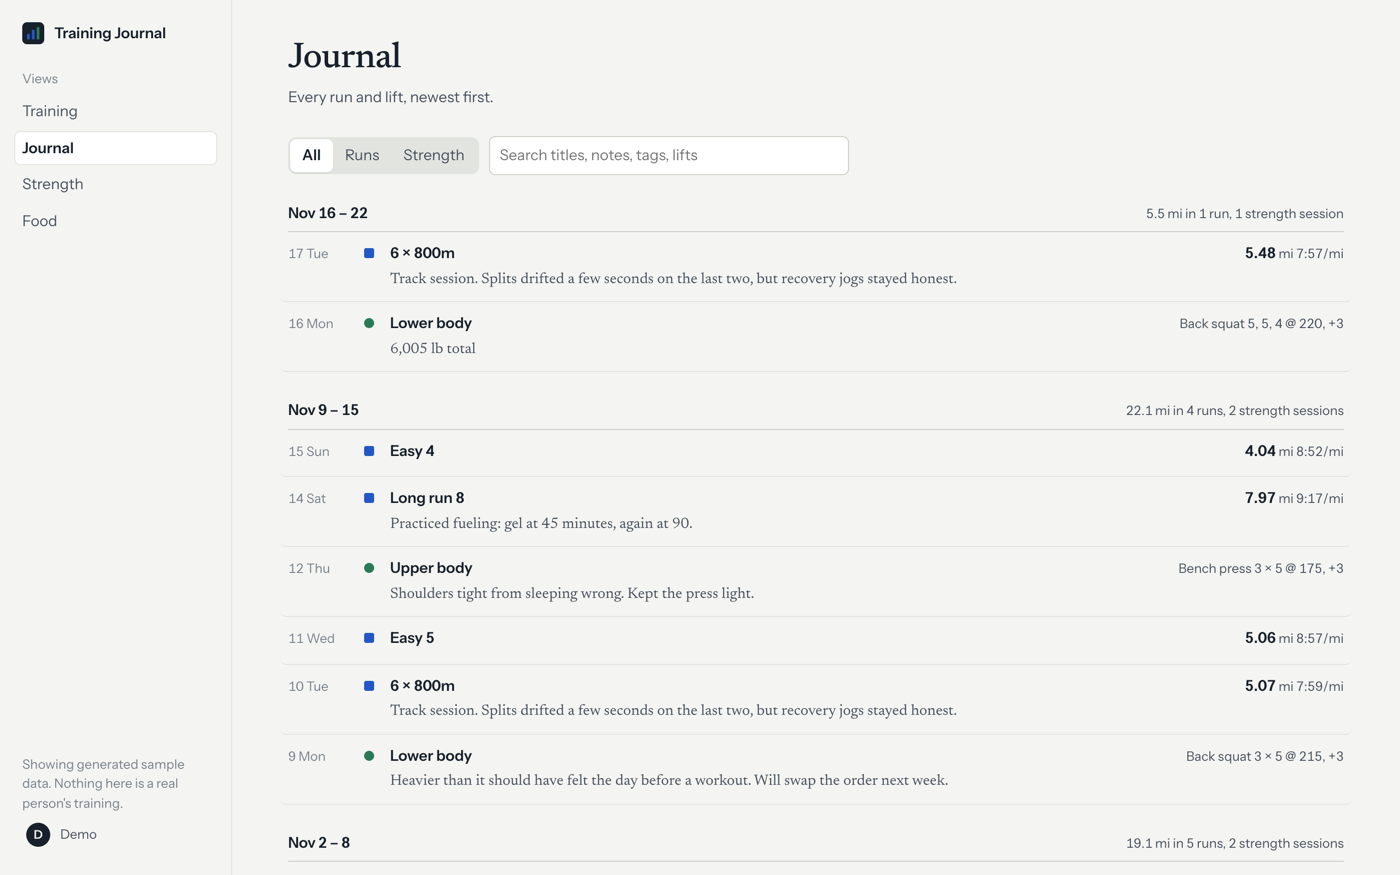 Training Journal
Views
Training
Journal
Strength
Food
Showing generated sample
data. Nothing here is a real
person's training.
D Demo
Journal
Every run and lift, newest first.
All Runs Strength Search titles, notes, tags, lifts
Nov 16 – 22 5.5 mi in 1 run, 1 strength session
17 Tue 6 × 800m 5.48 mi 7:57/mi
Track session. Splits drifted a few seconds on the last two, but recovery jogs stayed honest.
16 Mon Lower body Back squat 5, 5, 4 @ 220, +3
6,005 lb total
Nov 9 – 15 22.1 mi in 4 runs, 2 strength sessions
15 Sun Easy 4 4.04 mi 8:52/mi
14 Sat Long run 8 7.97 mi 9:17/mi
Practiced fueling: gel at 45 minutes, again at 90.
12 Thu Upper body Bench press 3 × 5 @ 175, +3
Shoulders tight from sleeping wrong. Kept the press light.
11 Wed Easy 5 5.06 mi 8:57/mi
10 Tue 6 × 800m 5.07 mi 7:59/mi
Track session. Splits drifted a few seconds on the last two, but recovery jogs stayed honest.
9 Mon Lower body Back squat 3 × 5 @ 215, +3
Heavier than it should have felt the day before a workout. Will swap the order next week.
Nov 2 – 8 19.1 mi in 5 runs, 2 strength sessions